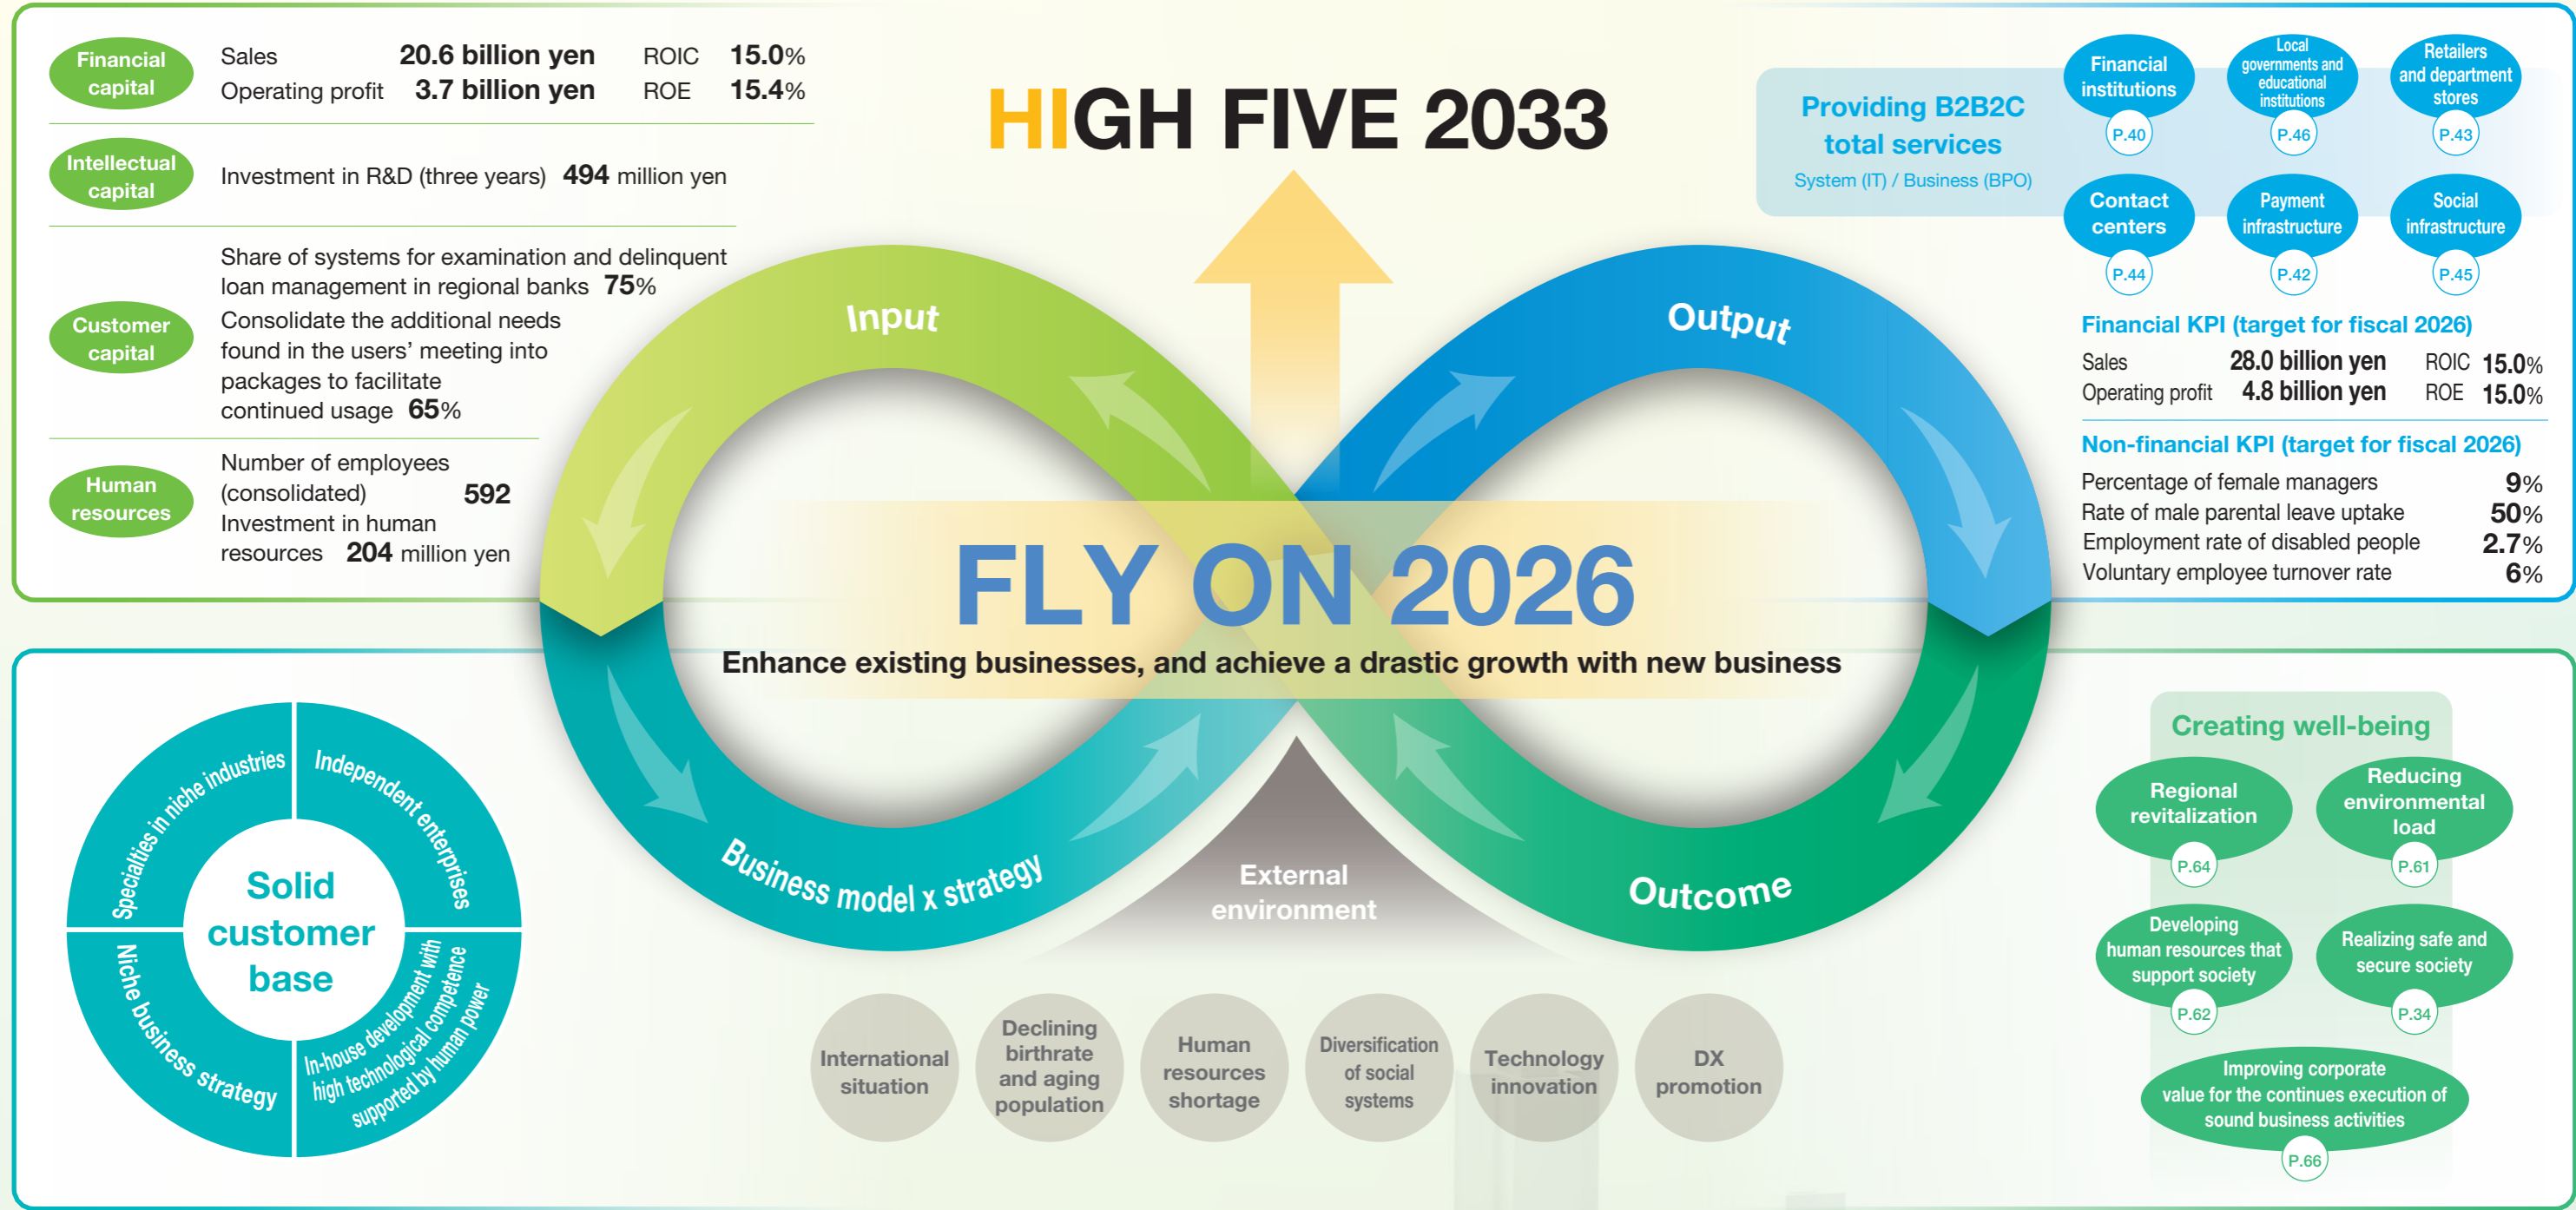 Financial
capital
Sales 20.6 billion yen ROIC 15.0%
Operating profit 3.7 billion yen ROE 15.4%
Intellectual
capital
Investment in R&D (three years) 494 million yen
Customer
capital
Share of systems for examination and delinquent
loan management in regional banks 75%
Consolidate the additional needs
found in the users’ meeting into
packages to facilitate
continued usage 65%
Human
resources
Number of employees
(consolidated) 592
Investment in human
resources 204 million yen
HIGH FIVE 2033
Providing B2B2C
total services
System (IT) / Business (BPO)
Financial
institutions
P.40
Local
governments and
educational
institutions
P.46
Retailers
and department
stores
P.43
Contact
centers
P.44
Payment
infrastructure
P.42
Social
infrastructure
P.45
Financial KPI (target for fiscal 2026)
Sales 28.0 billion yen ROIC 15.0%
Operating profit 4.8 billion yen ROE 15.0%
Non-financial KPI (target for fiscal 2026)
Percentage of female managers 9%
Rate of male parental leave uptake 50%
Employment rate of disabled people 2.7%
Voluntary employee turnover rate 6%
Input
Output
FLY ON 2026
Enhance existing businesses, and achieve a drastic growth with new business
Business model x strategy
Outcome
External
environment
Specialties in niche industries
Independent enterprises
Solid
customer
base
Niche business strategy
In-house development with
high technological competence
supported by human power
International
situation
Declining
birthrate
and aging
population
Human
resources
shortage
Diversification
of social
systems
Technology
innovation
DX
promotion
Creating well-being
Regional
revitalization
P.64
Reducing
environmental
load
P.61
Developing
human resources that
support society
P.62
Realizing safe and
secure society
P.34
Improving corporate
value for the continues execution of
sound business activities
P.66